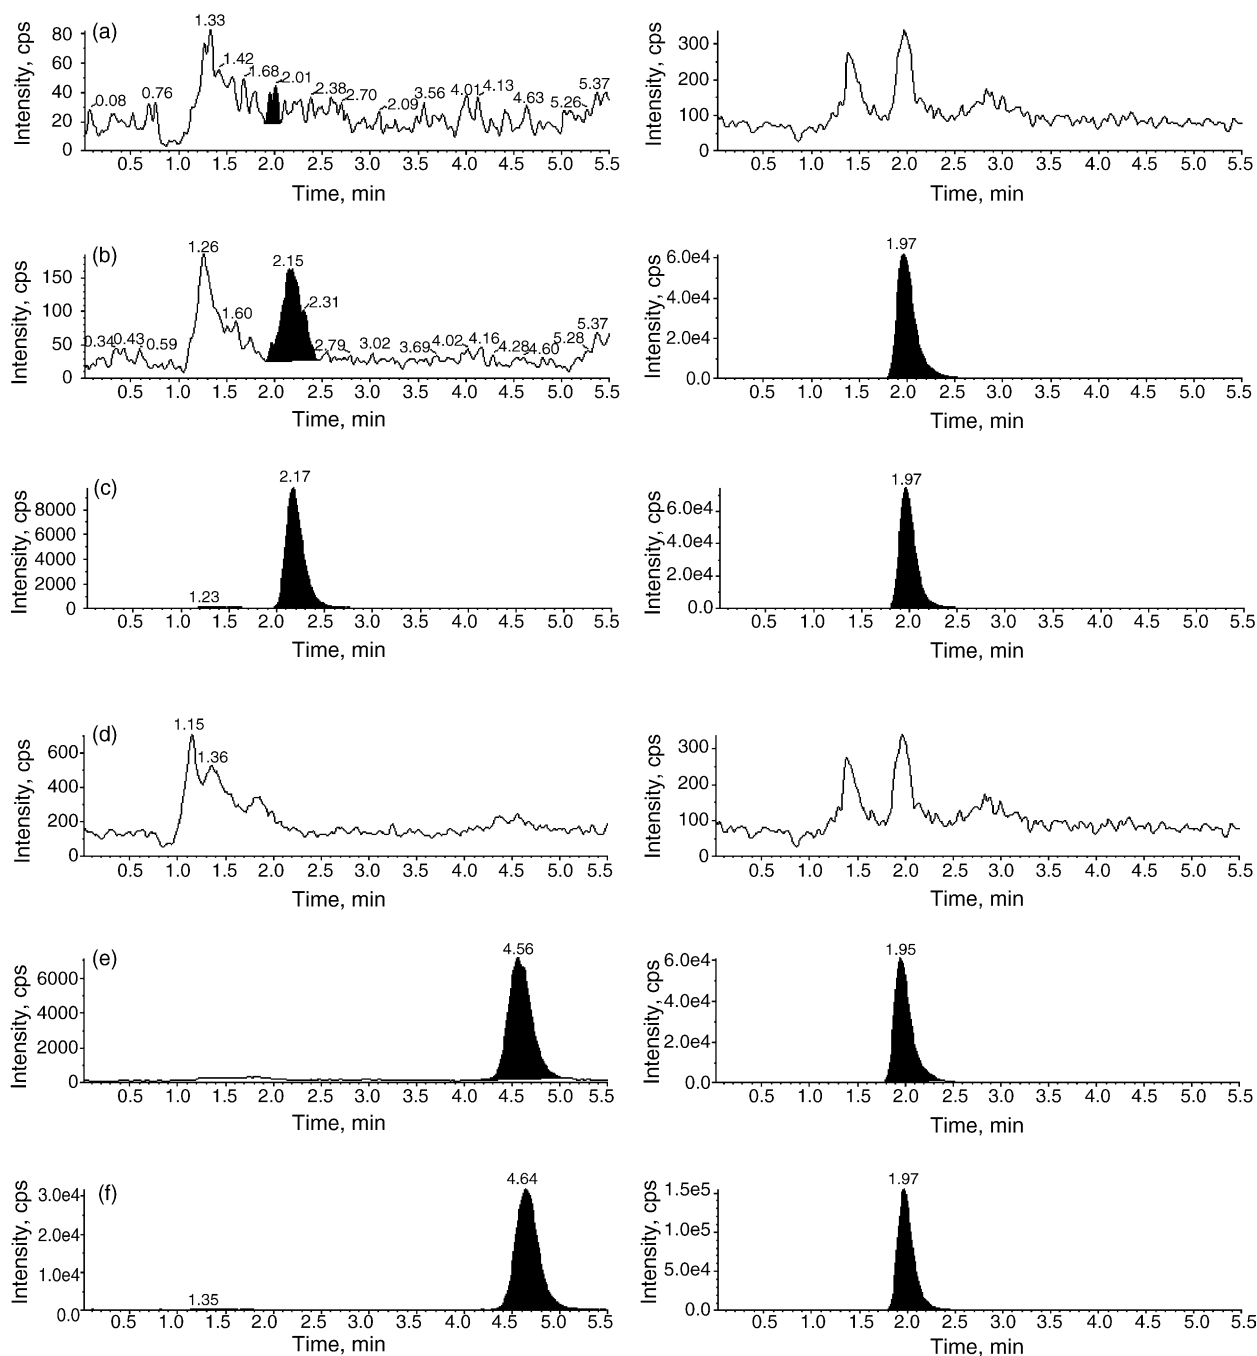 (a)
Intensity, cps
80
60
40
20
0
0.08 0.76 1.33 1.42 1.68 2.01 2.38 2.70 2.09 3.56 4.01 4.13 4.63 5.26 5.37
0.5 1.0 1.5 2.0 2.5 3.0 3.5 4.0 4.5 5.0 5.5
Time, min
Intensity, cps
300
200
100
0
0.5 1.0 1.5 2.0 2.5 3.0 3.5 4.0 4.5 5.0 5.5
Time, min
(b)
Intensity, cps
150
100
50
0
0.34 0.43 0.59 1.26 1.60 2.15 2.31 2.79 3.02 3.69 4.02 4.16 4.28 4.60 5.28 5.37
0.5 1.0 1.5 2.0 2.5 3.0 3.5 4.0 4.5 5.0 5.5
Time, min
Intensity, cps
6.0e4
4.0e4
2.0e4
0.0
1.97
0.5 1.0 1.5 2.0 2.5 3.0 3.5 4.0 4.5 5.0 5.5
Time, min
(c)
Intensity, cps
8000
6000
4000
2000
0
1.23 2.17
0.5 1.0 1.5 2.0 2.5 3.0 3.5 4.0 4.5 5.0 5.5
Time, min
Intensity, cps
6.0e4
4.0e4
2.0e4
0.0
1.97
0.5 1.0 1.5 2.0 2.5 3.0 3.5 4.0 4.5 5.0 5.5
Time, min
(d)
Intensity, cps
600
400
200
0
1.15 1.36
0.5 1.0 1.5 2.0 2.5 3.0 3.5 4.0 4.5 5.0 5.5
Time, min
Intensity, cps
300
200
100
0
0.5 1.0 1.5 2.0 2.5 3.0 3.5 4.0 4.5 5.0 5.5
Time, min
(e)
Intensity, cps
6000
4000
2000
0
4.56
0.5 1.0 1.5 2.0 2.5 3.0 3.5 4.0 4.5 5.0 5.5
Time, min
Intensity, cps
6.0e4
4.0e4
2.0e4
0.0
1.95
0.5 1.0 1.5 2.0 2.5 3.0 3.5 4.0 4.5 5.0 5.5
Time, min
(f)
Intensity, cps
3.0e4
2.0e4
1.0e4
0.0
1.35 4.64
0.5 1.0 1.5 2.0 2.5 3.0 3.5 4.0 4.5 5.0 5.5
Time, min
Intensity, cps
1.5e5
1.0e5
5.0e4
0.0
1.97
0.5 1.0 1.5 2.0 2.5 3.0 3.5 4.0 4.5 5.0 5.5
Time, min